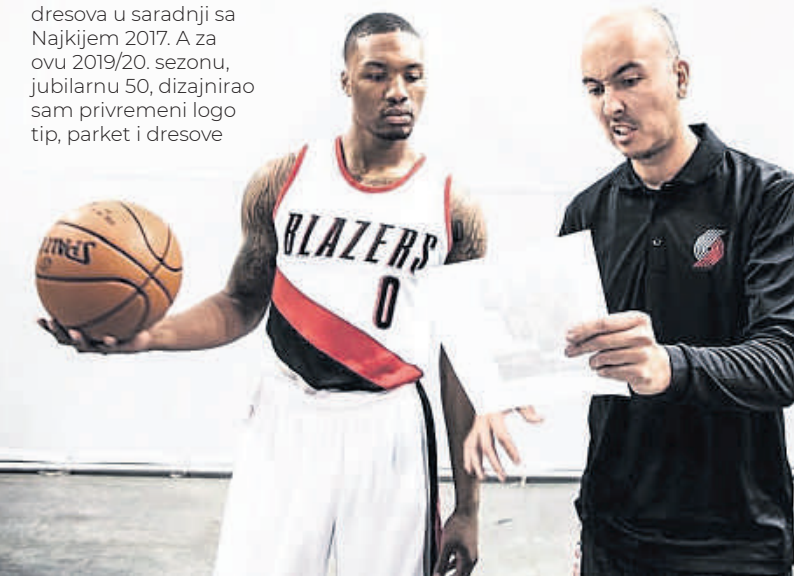 dresova u saradnji sa
Najkijem 2017. A za
ovu 2019/20. sezonu,
jubilarnu 50, dizajnirao
sam privremeni logo
tip, parket i dresove
SPALDING
BLAZERS
0